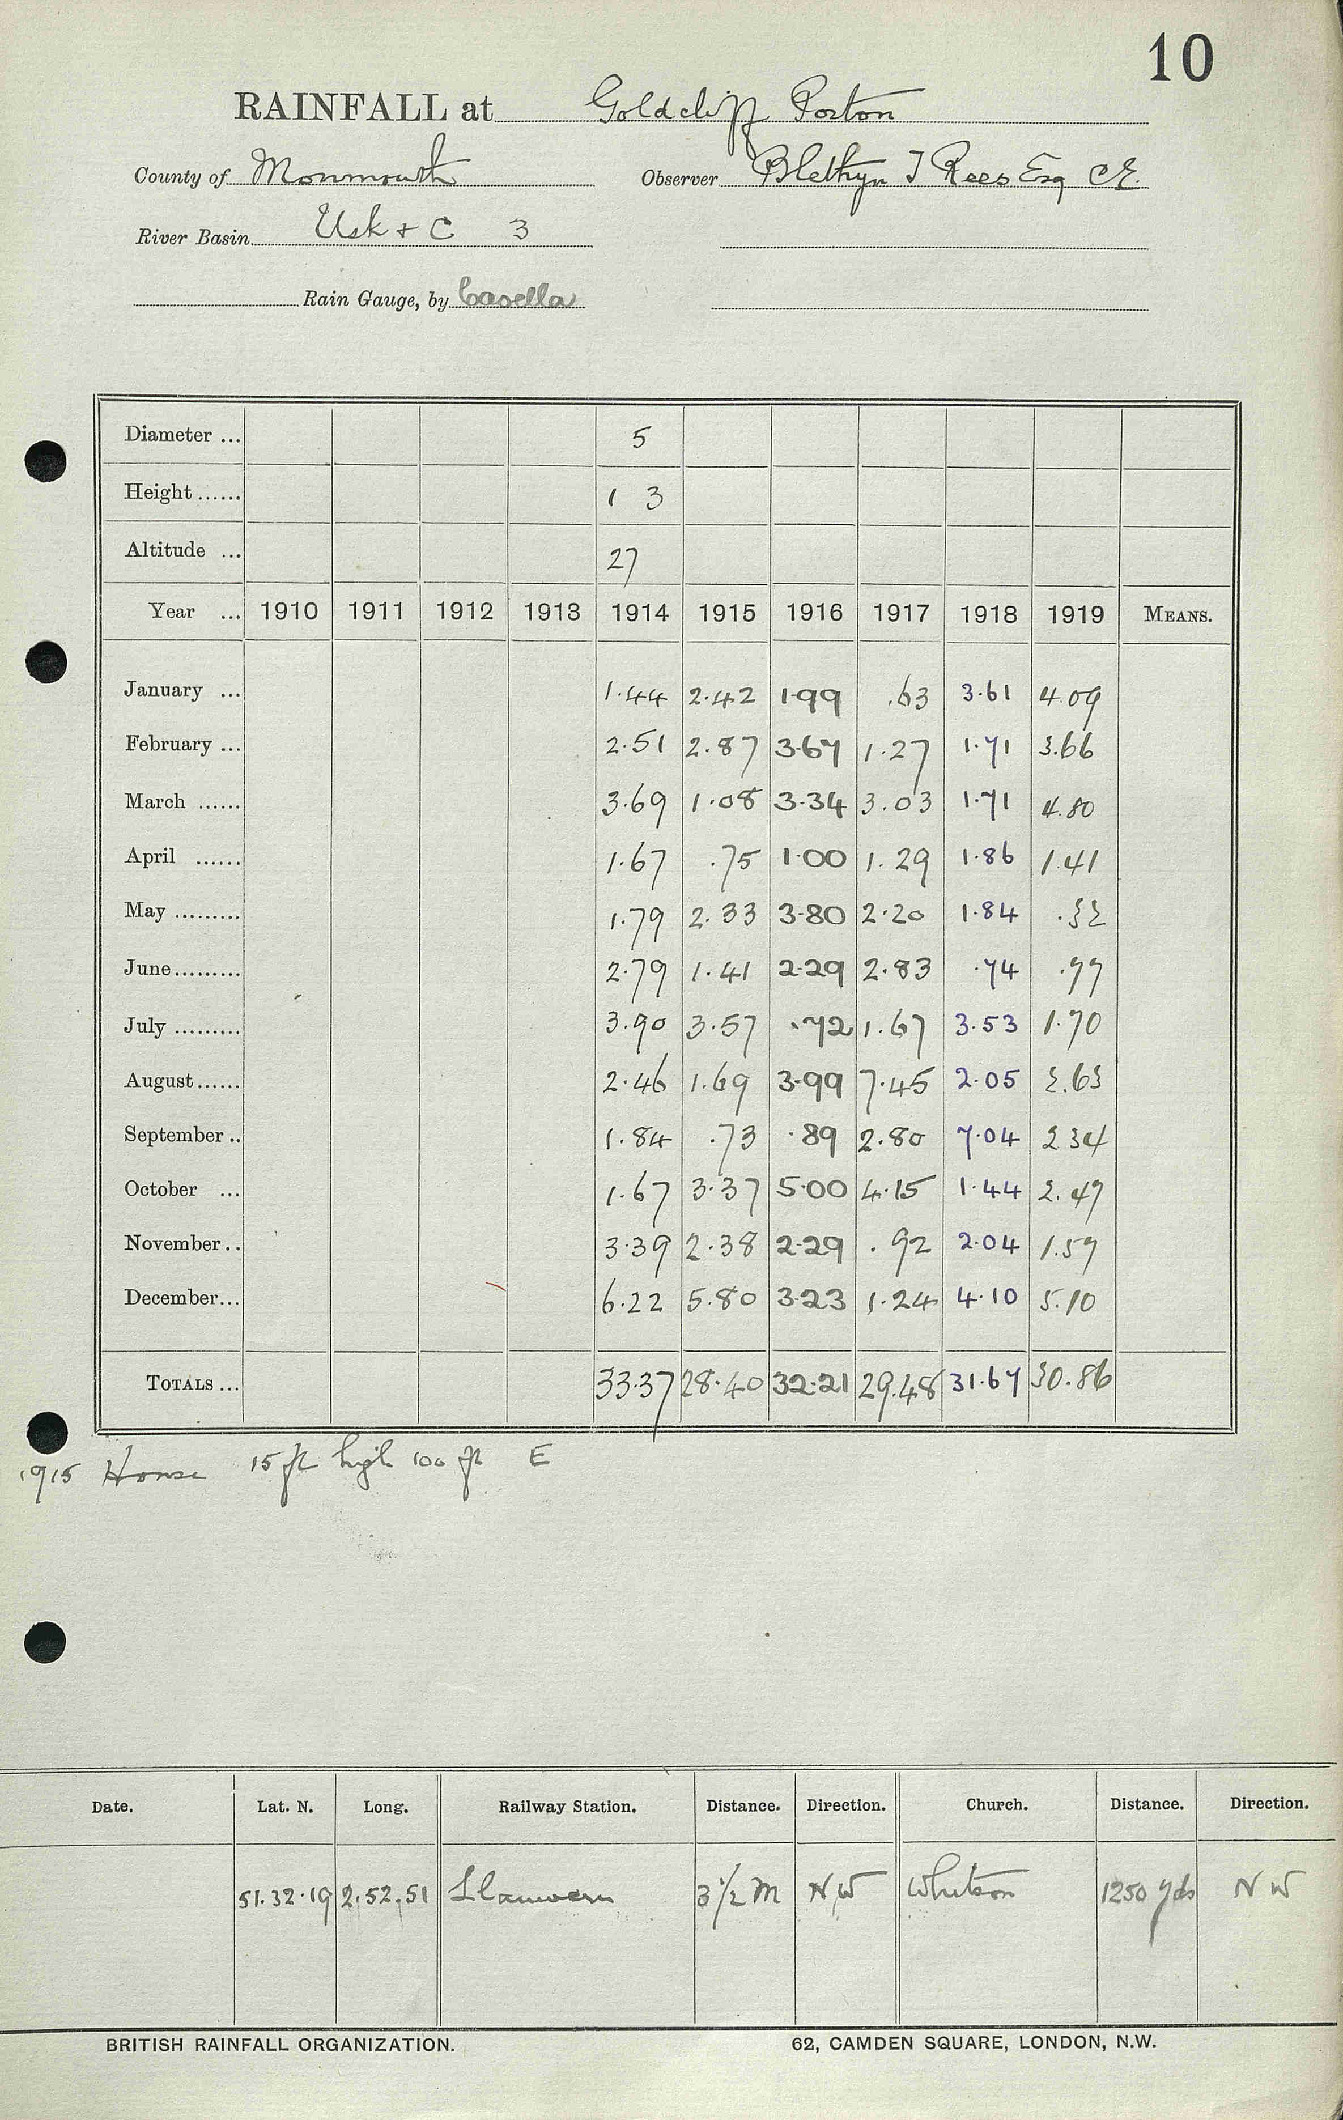 10
RAINFALL at Goldcliff Porton
County of Monmouth Observer Blethyn T Rees Esq CE.
River Basin Usk + C 3
Rain Gauge, by Casella
Diameter ... 5
Height...... 1 3
Altitude ... 27
Year ... 1910 1911 1912 1913 1914 1915 1916 1917 1918 1919 MEANS.
January ... 1.44 2.42 1.99 .63 3.61 4.09
February ... 2.51 2.87 3.67 1.27 1.71 3.66
March ...... 3.69 1.08 3.34 3.03 1.71 4.80
April ...... 1.67 .75 1.00 1.29 1.86 1.41
May ......... 1.79 2.33 3.80 2.20 1.84 .32
June......... 2.79 1.41 2.29 2.83 .74 .77
July ......... 3.90 3.57 .72 1.67 3.53 1.70
August...... 2.46 1.69 3.99 7.45 2.05 2.63
September .. 1.84 .73 .89 2.80 7.04 2 34
October ... 1.67 3.37 5.00 4.15 1.44 2.47
November .. 3.39 2.38 2.29 .92 2.04 1.57
December... 6.22 5.80 3.23 1.24 4.10 5.10
TOTALS ... 33.37 28.40 32.21 29.48 31.67 30.86
1915 House 15 ft high 100 ft E
Date. Lat. N. Long. Railway Station. Distance. Direction. Church. Distance. Direction.
51.32.19 2.52.51 Llanwern 3 1/2 M N W Whitson 1250 yds N W
BRITISH RAINFALL ORGANIZATION. 62, CAMDEN SQUARE, LONDON, N.W.